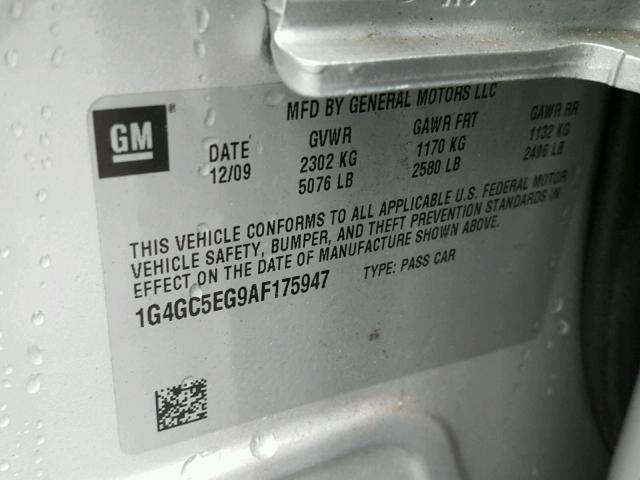 MFD BY GENERAL MOTORS LLC
GM ®
DATE GVWR GAWR FRT GAWR RR
12/09 2302 KG 1170 KG 1132 KG
5076 LB 2580 LB 2496 LB
THIS VEHICLE CONFORMS TO ALL APPLICABLE U.S. FEDERAL MOTOR
VEHICLE SAFETY, BUMPER, AND THEFT PREVENTION STANDARDS IN
EFFECT ON THE DATE OF MANUFACTURE SHOWN ABOVE.
1G4GC5EG9AF175947 TYPE: PASS CAR